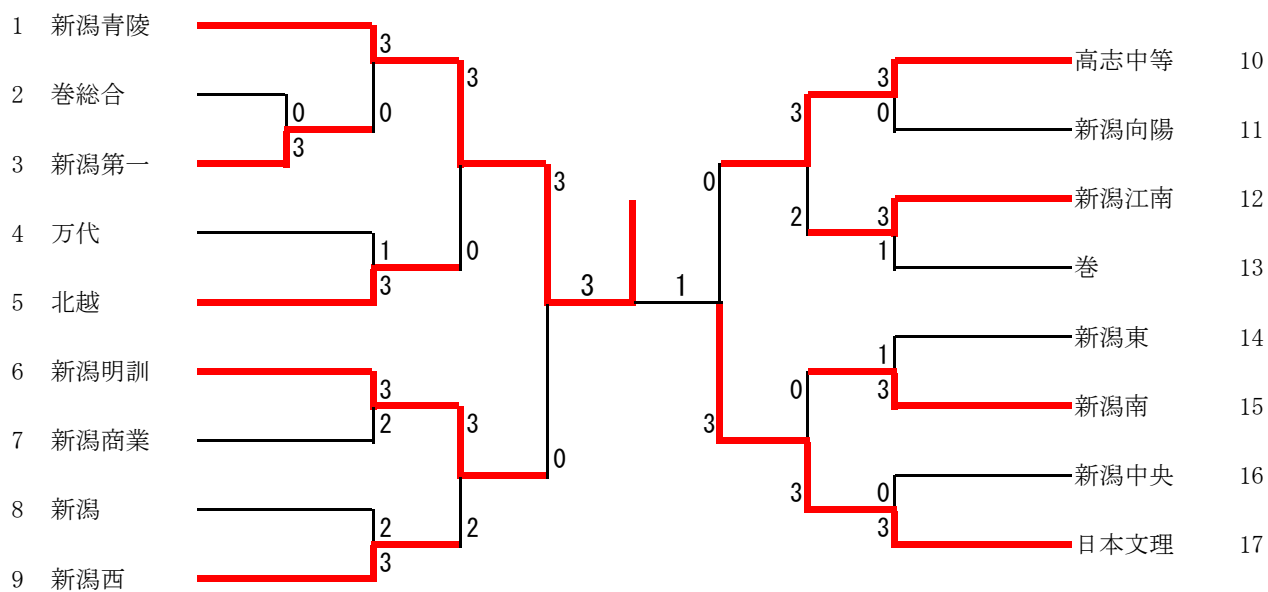 1 新潟青陵
2 巻総合
3 新潟第一
4 万代
5 北越
6 新潟明訓
7 新潟商業
8 新潟
9 新潟西
3
0
3
0
1
3
3
2
2
3
3
0
3
2
3
0
3
1
0
3
3
2
0
3
3
0
3
1
1
3
0
3
高志中等 10
新潟向陽 11
新潟江南 12
巻 13
新潟東 14
新潟南 15
新潟中央 16
日本文理 17